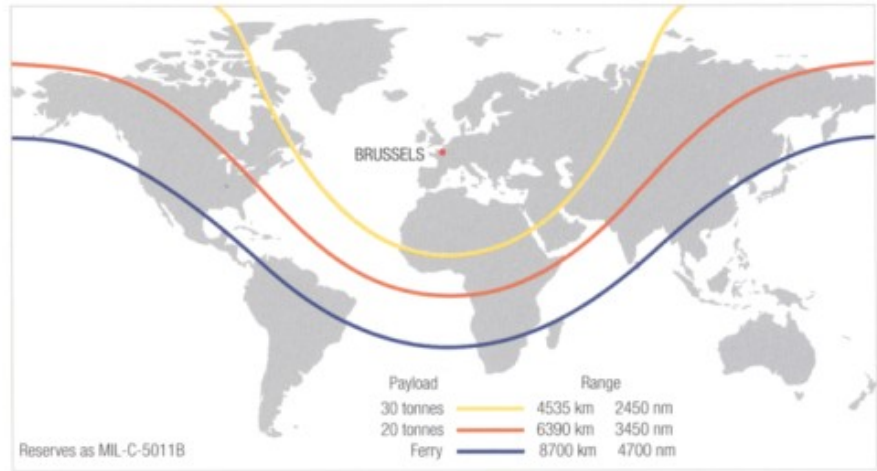 BRUSSELS
Payload Range
30 tonnes 4535 km 2450 nm
20 tonnes 6390 km 3450 nm
Ferry 8700 km 4700 nm
Reserves as MIL-C-5011B